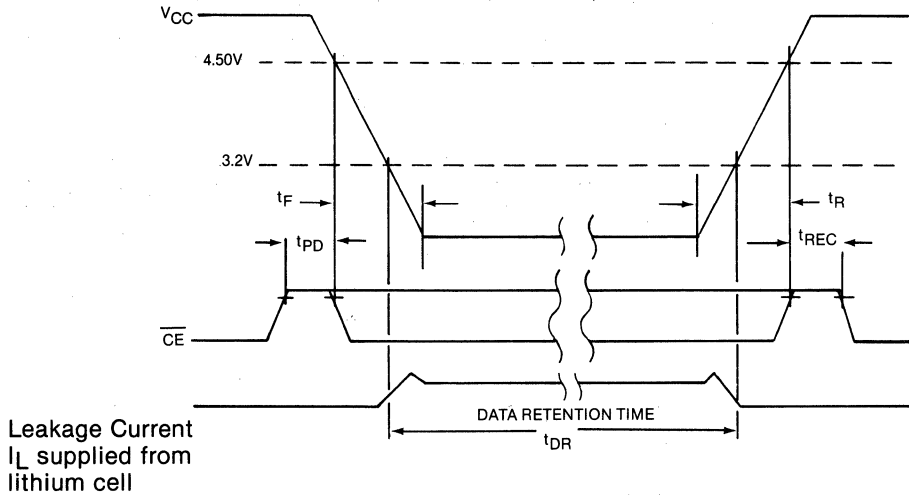 VCC
4.50V
3.2V
tF
tR
tPD
tREC
CE
DATA RETENTION TIME
tDR
Leakage Current
IL supplied from
lithium cell